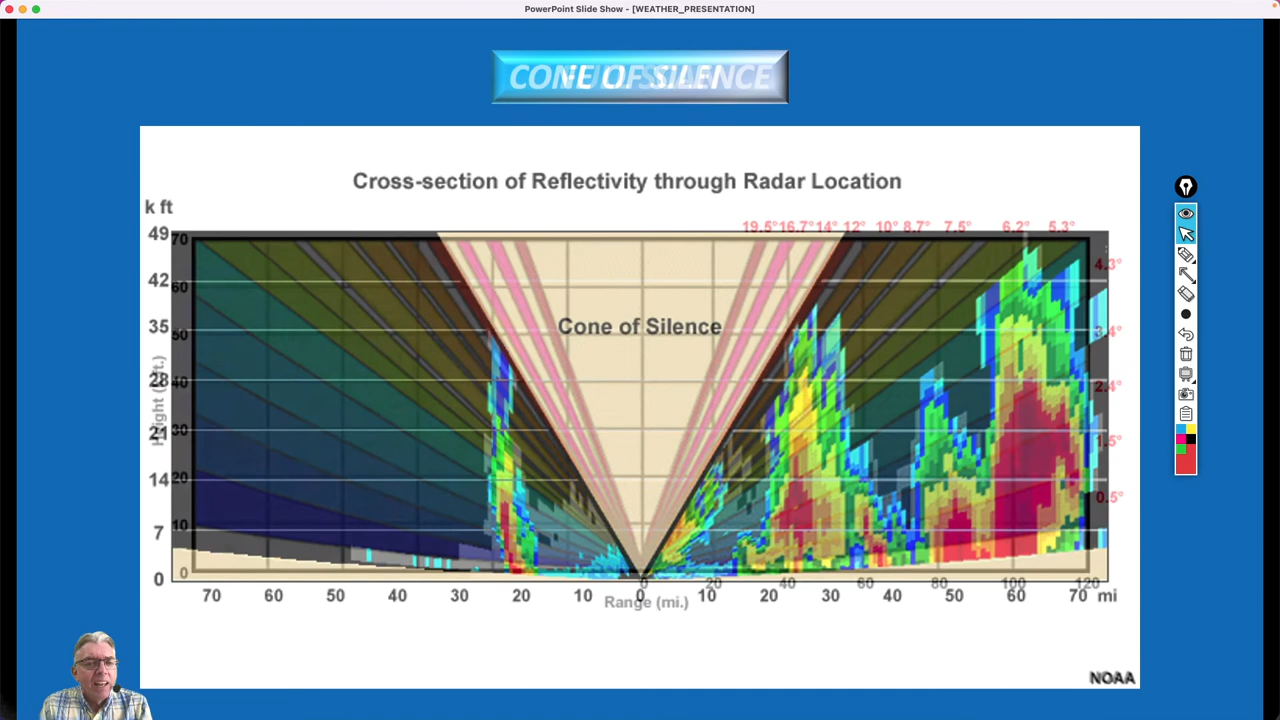 PowerPoint Slide Show - [WEATHER_PRESENTATION]
CONE OF SILENCE
Cross-section of Reflectivity through Radar Location
k ft
19.5° 16.7° 14° 12° 10° 8.7° 7.5° 6.2° 5.3°
49 70
4.3°
42 60
Cone of Silence
35 50 3.4°
28 40 2.4°
21 30 1.5°
14 20 0.5°
7 10
0 0
0 20 40 60 80 100 120
70 60 50 40 30 20 10 0 10 20 30 40 50 60 70 mi
Range (mi.)
NOAA